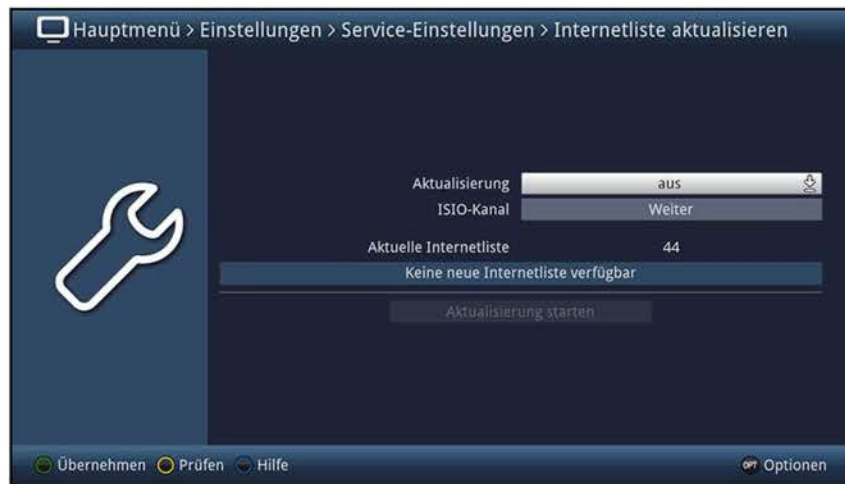 Hauptmenü > Einstellungen > Service-Einstellungen > Internetliste aktualisieren
Aktualisierung aus
ISIO-Kanal Weiter
Aktuelle Internetliste 44
Keine neue Internetliste verfügbar
Aktualisierung starten
Übernehmen Prüfen Hilfe OPT Optionen